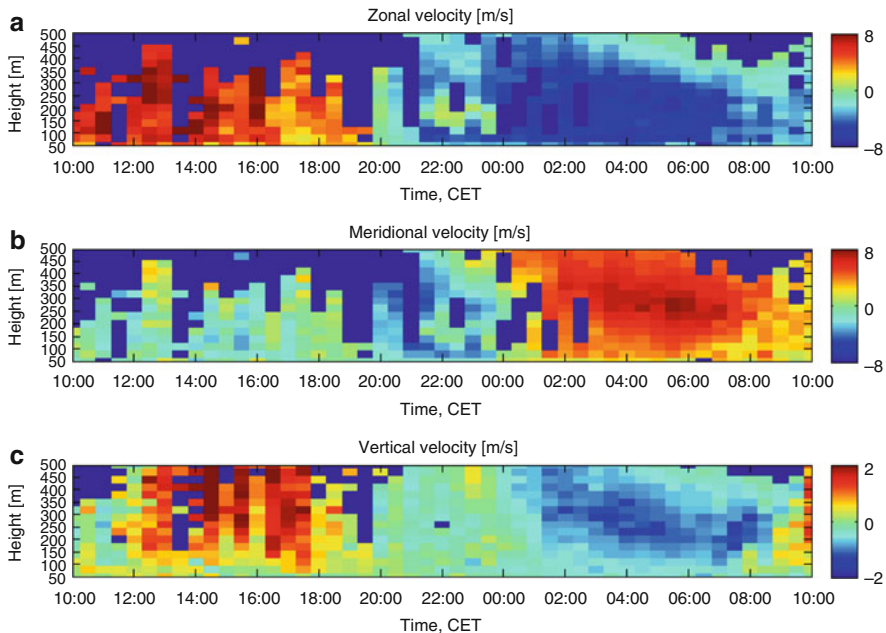 a
Zonal velocity [m/s]
Height [m]
500
450
400
350
300
250
200
150
100
50
10:00 12:00 14:00 16:00 18:00 20:00 22:00 00:00 02:00 04:00 06:00 08:00 10:00
Time, CET
8
0
−8
b
Meridional velocity [m/s]
Height [m]
500
450
400
350
300
250
200
150
100
50
10:00 12:00 14:00 16:00 18:00 20:00 22:00 00:00 02:00 04:00 06:00 08:00 10:00
Time, CET
8
0
−8
c
Vertical velocity [m/s]
Height [m]
500
450
400
350
300
250
200
150
100
50
10:00 12:00 14:00 16:00 18:00 20:00 22:00 00:00 02:00 04:00 06:00 08:00 10:00
Time, CET
2
0
−2